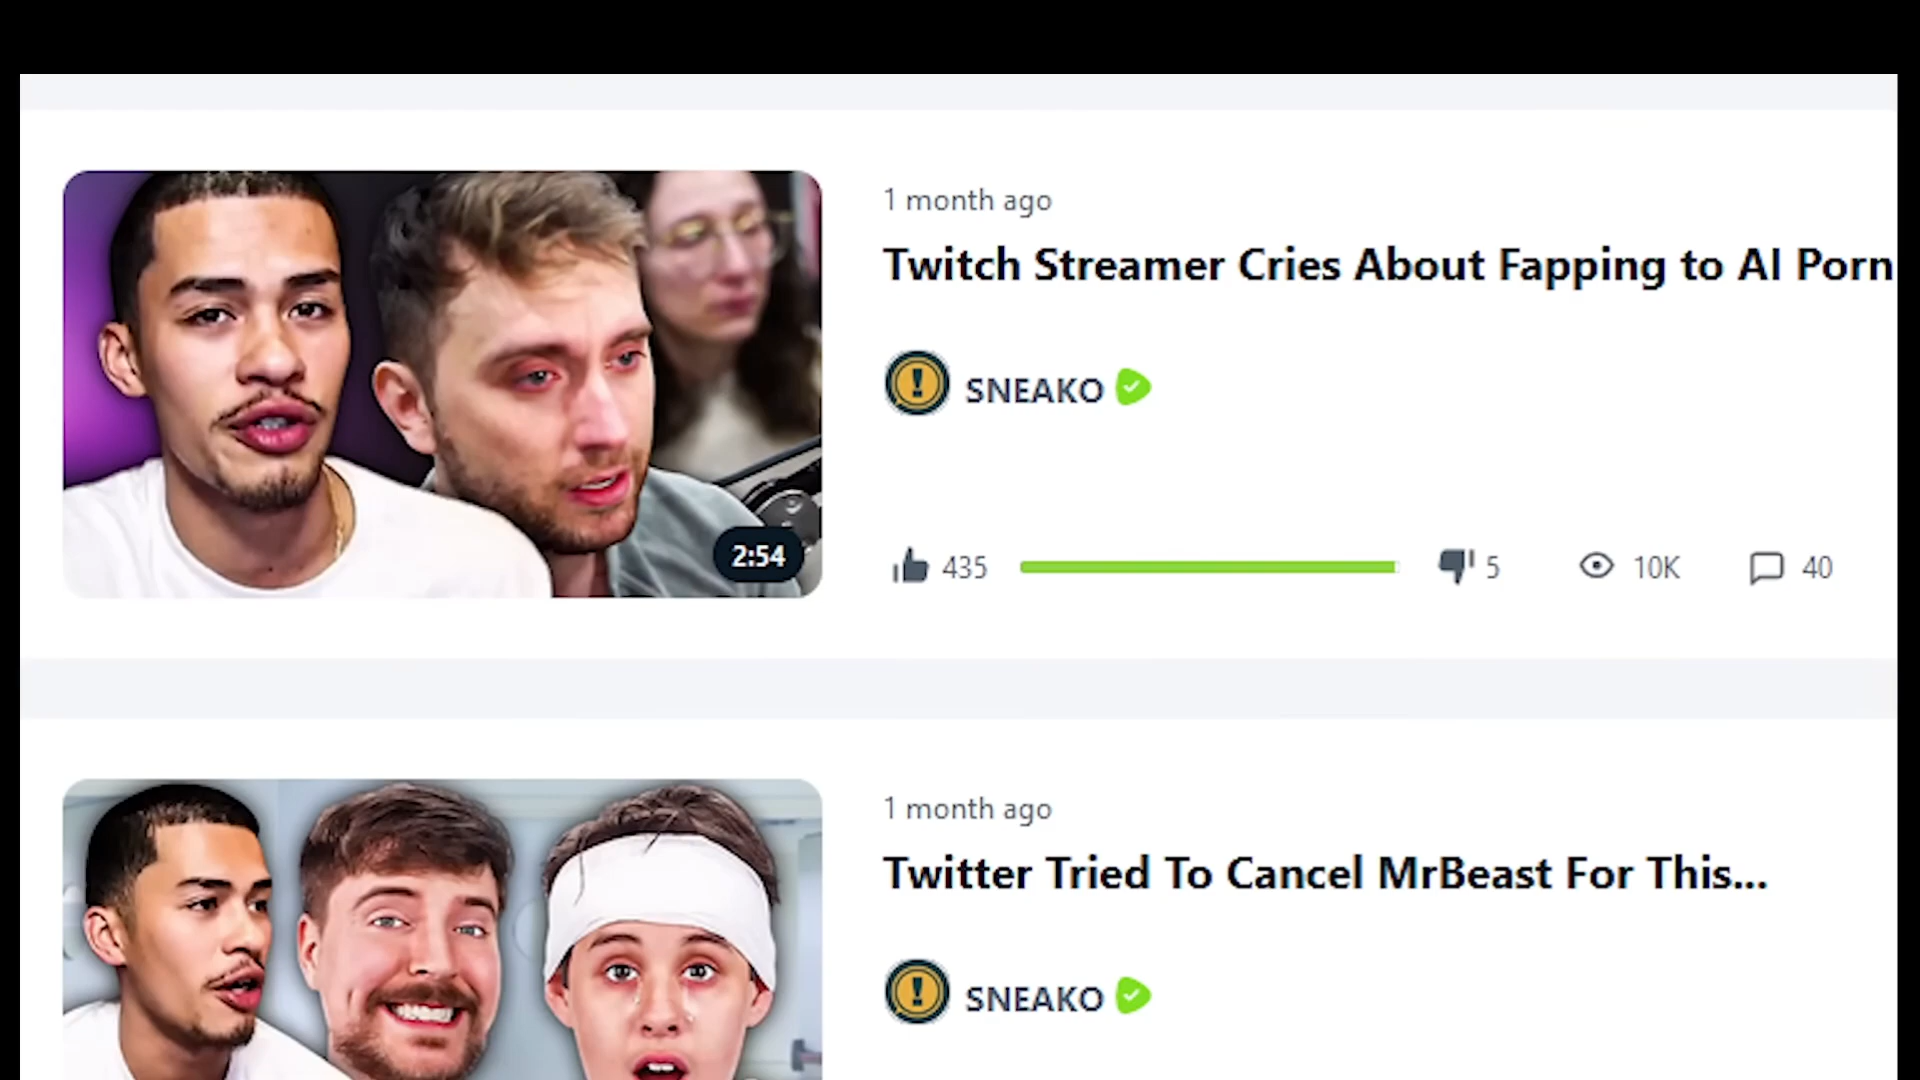 1 month ago
Twitch Streamer Cries About Fapping to AI Porn
SNEAKO
2:54
435
5
10K
40
1 month ago
Twitter Tried To Cancel MrBeast For This...
SNEAKO